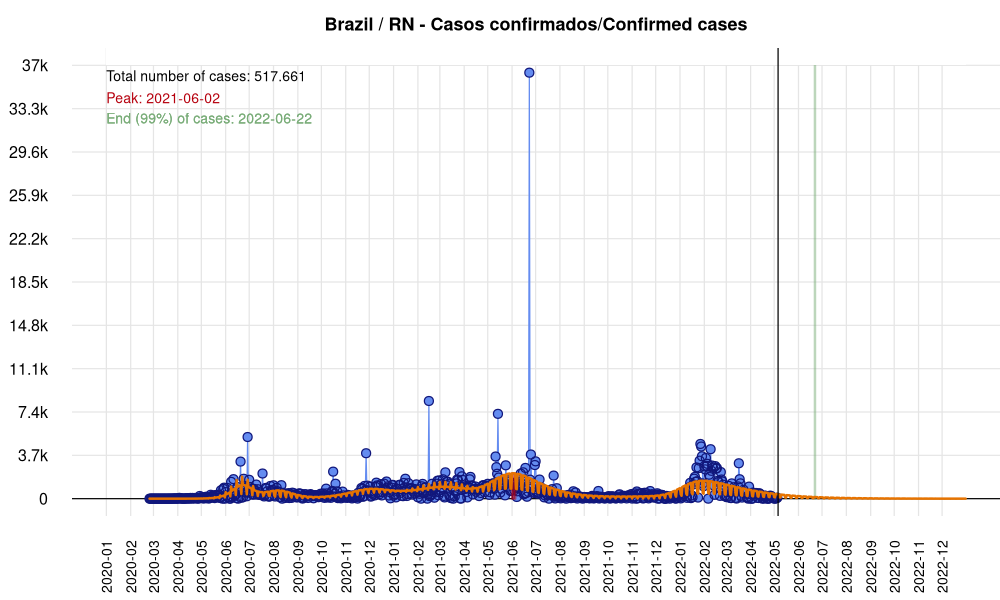 Brazil / RN - Casos confirmados/Confirmed cases
Total number of cases: 517.661
Peak: 2021-06-02
End (99%) of cases: 2022-06-22
37k
33.3k
29.6k
25.9k
22.2k
18.5k
14.8k
11.1k
7.4k
3.7k
0
2020-01
2020-02
2020-03
2020-04
2020-05
2020-06
2020-07
2020-08
2020-09
2020-10
2020-11
2020-12
2021-01
2021-02
2021-03
2021-04
2021-05
2021-06
2021-07
2021-08
2021-09
2021-10
2021-11
2021-12
2022-01
2022-02
2022-03
2022-04
2022-05
2022-06
2022-07
2022-08
2022-09
2022-10
2022-11
2022-12